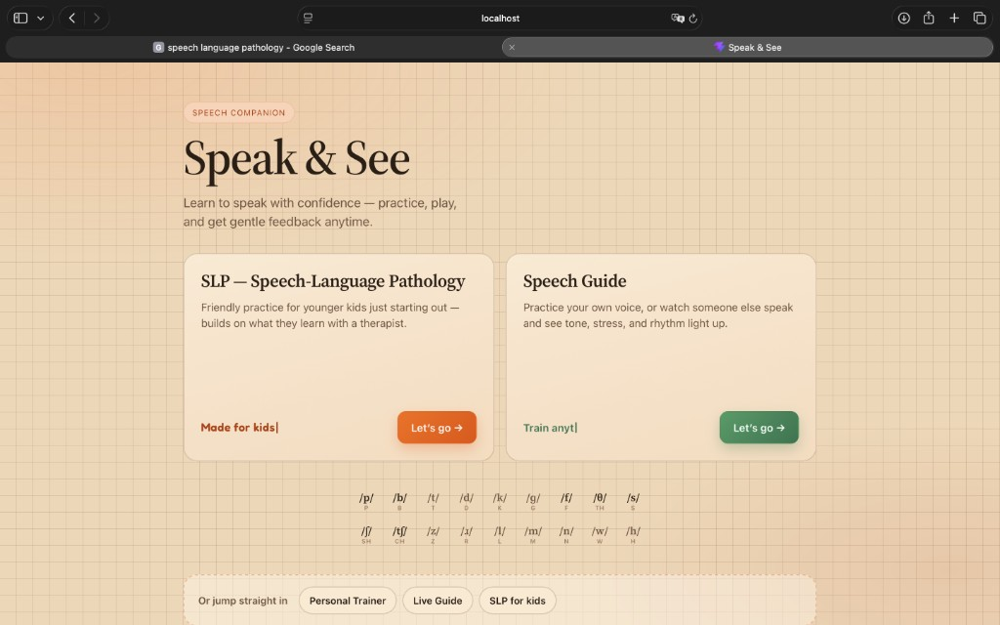 localhost
speech language pathology - Google Search
Speak & See
SPEECH COMPANION
Speak & See
Learn to speak with confidence — practice, play,
and get gentle feedback anytime.
SLP — Speech-Language Pathology
Friendly practice for younger kids just starting out —
builds on what they learn with a therapist.
Made for kids
Let's go →
Speech Guide
Practice your own voice, or watch someone else speak
and see tone, stress, and rhythm light up.
Train anyt
Let's go →
/p/ /b/ /t/ /d/ /k/ /g/ /f/ /θ/ /s/
P B T D K G F TH S
/ʃ/ /tʃ/ /z/ /ɹ/ /l/ /m/ /n/ /w/ /h/
SH CH Z R L M N W H
Or jump straight in Personal Trainer Live Guide SLP for kids